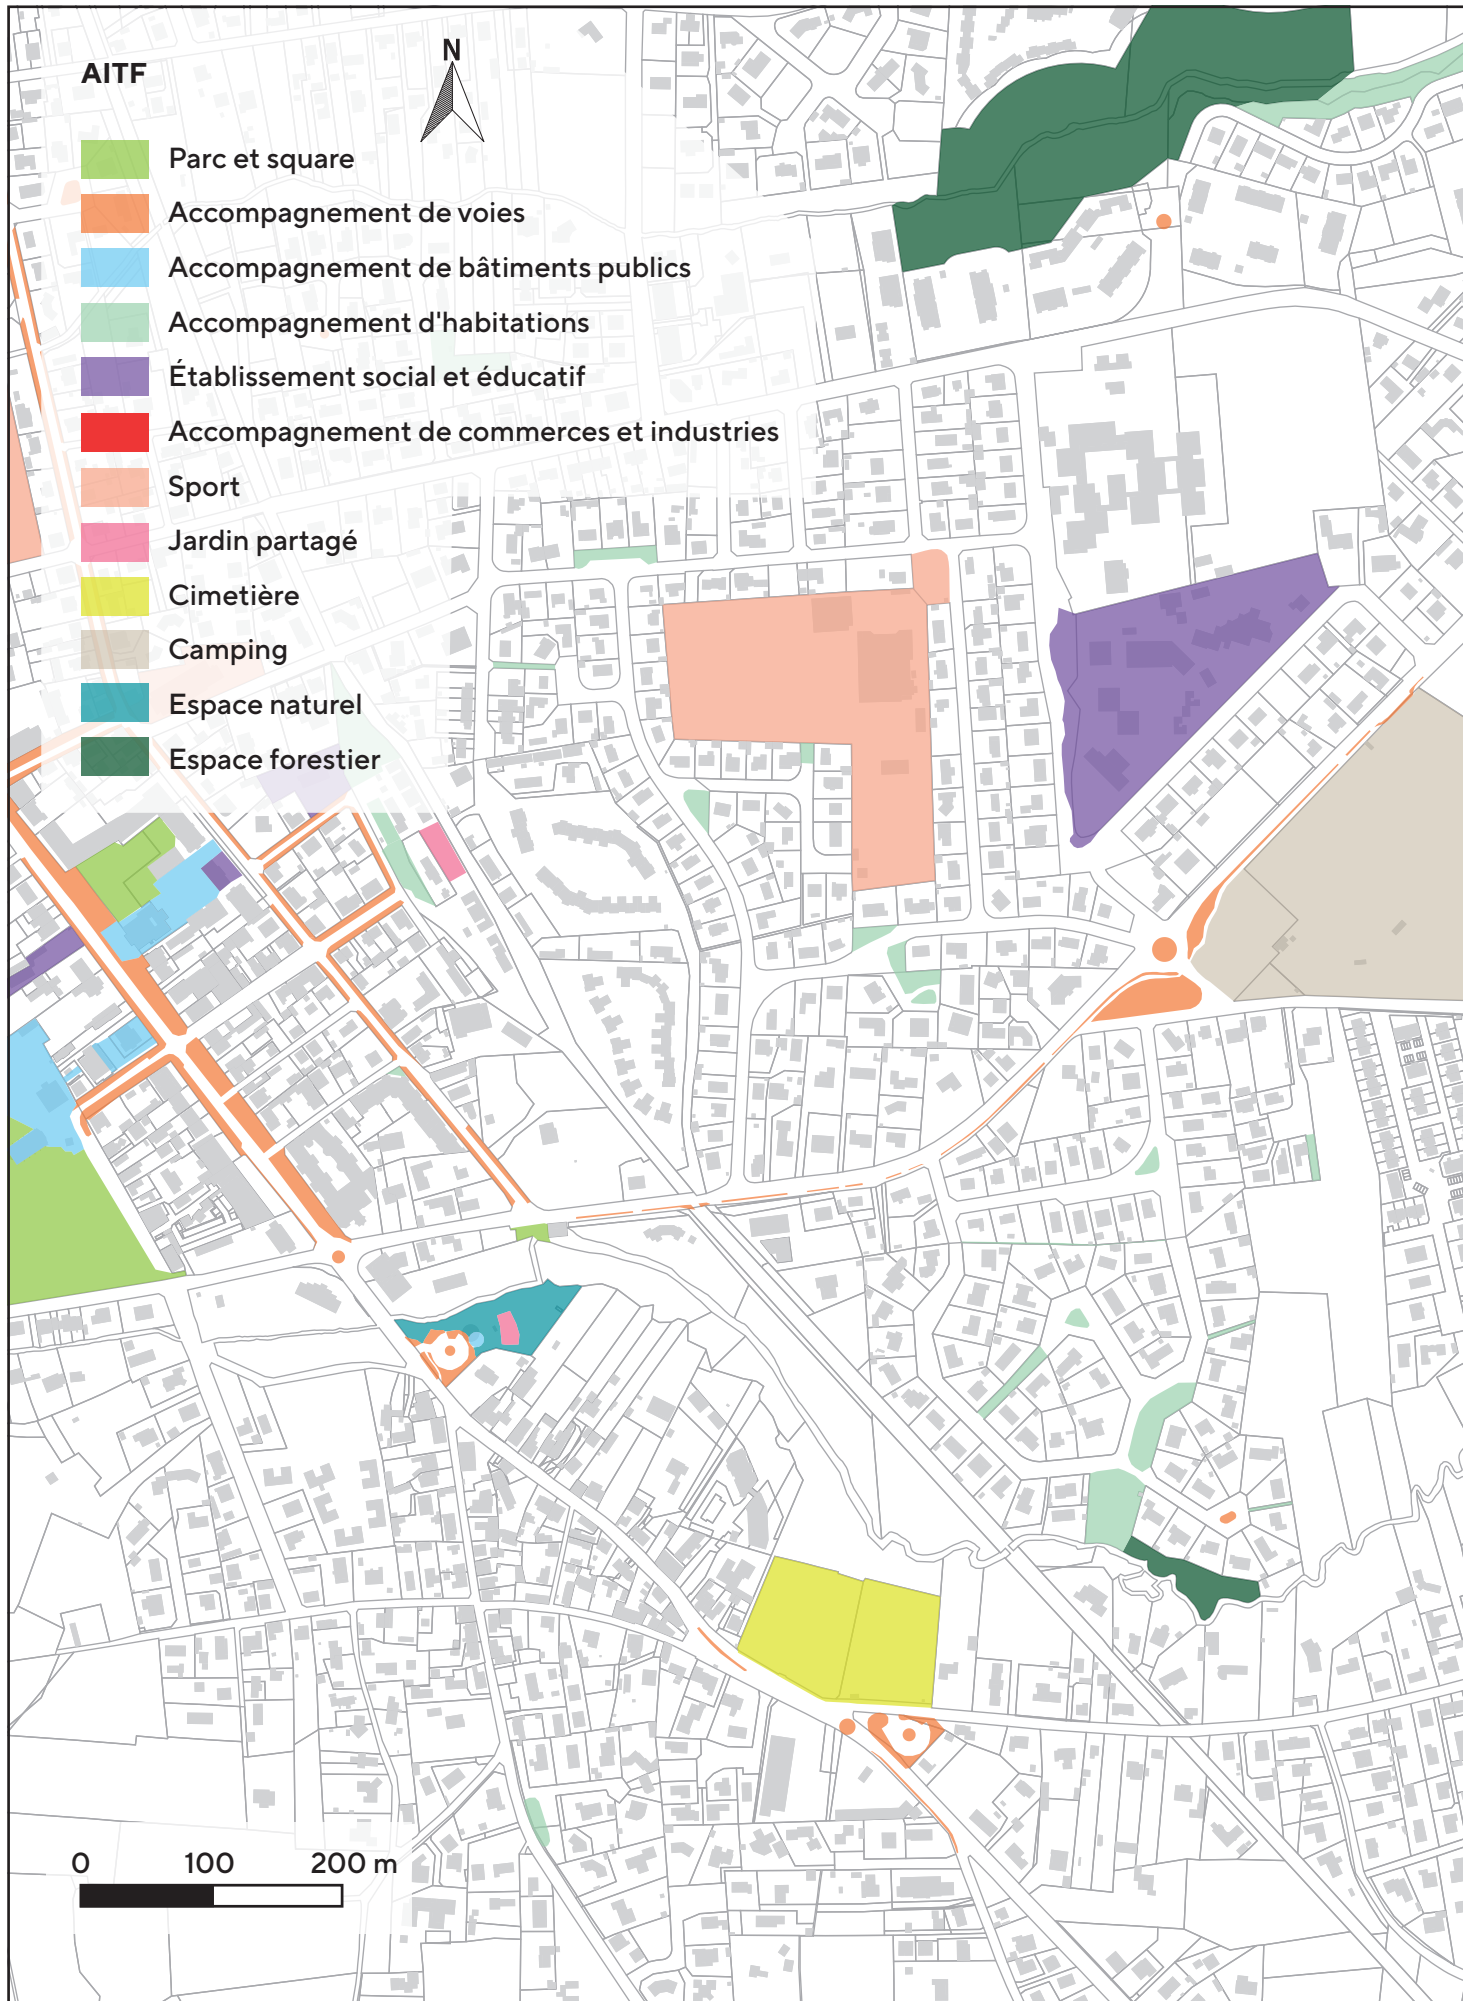 AITF
N
Parc et square
Accompagnement de voies
Accompagnement de bâtiments publics
Accompagnement d'habitations
Établissement social et éducatif
Accompagnement de commerces et industries
Sport
Jardin partagé
Cimetière
Camping
Espace naturel
Espace forestier
0 100 200 m